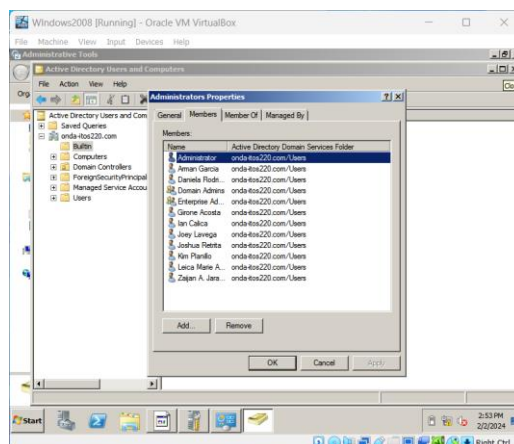 Windows2008 [Running] - Oracle VM VirtualBox
File Machine View Input Devices Help
Administrative Tools
Active Directory Users and Computers
File Action View Help
Org
Active Directory Users and Com
Saved Queries
onda-itos220.com
Builtin
Computers
Domain Controllers
ForeignSecurityPrincipal
Managed Service Accou
Users
Administrators Properties
General Members Member Of Managed By
Members:
Name Active Directory Domain Services Folder
Administrator onda-itos220.com/Users
Arman Garcia onda-itos220.com/Users
Daniela Rodri... onda-itos220.com/Users
Domain Admins onda-itos220.com/Users
Enterprise Ad... onda-itos220.com/Users
Girone Acosta onda-itos220.com/Users
Ian Calica onda-itos220.com/Users
Joey Lavega onda-itos220.com/Users
Joshua Retrita onda-itos220.com/Users
Kim Planillo onda-itos220.com/Users
Leica Marie A... onda-itos220.com/Users
Zaijan A. Jara... onda-itos220.com/Users
Add... Remove
OK Cancel Apply
Start
2:53 PM
2/2/2024
Right Ctrl